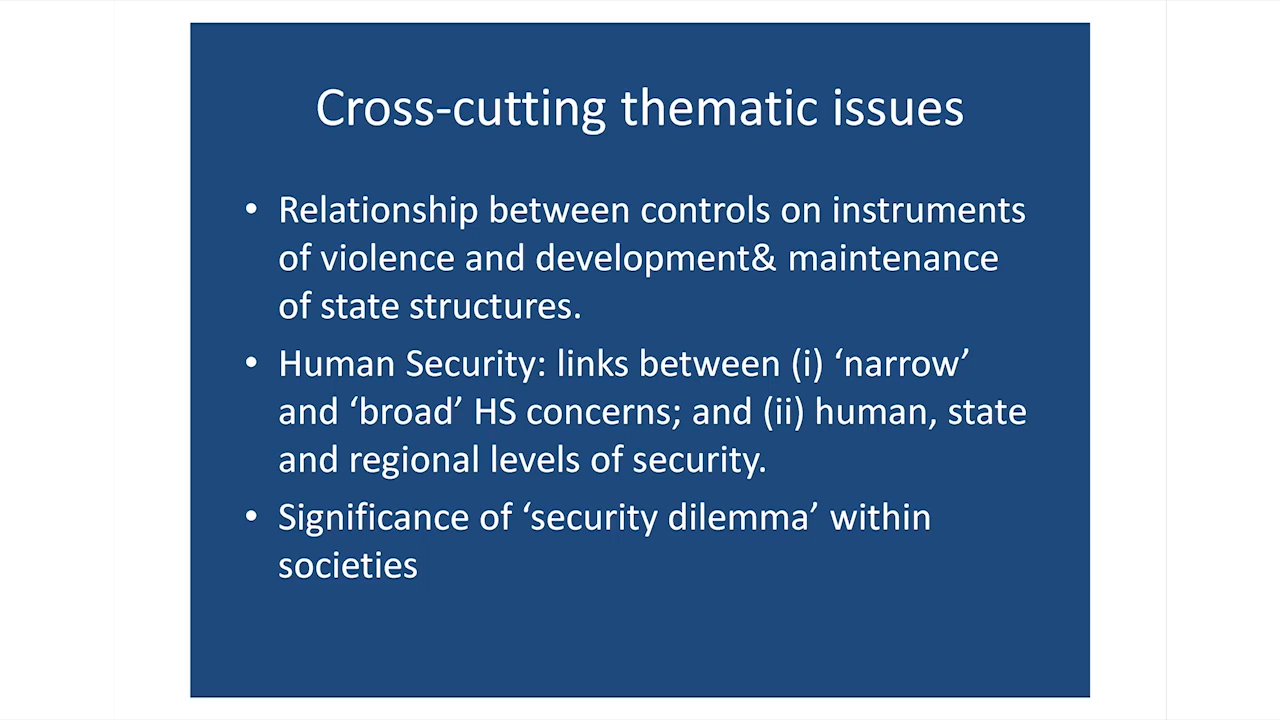 Cross-cutting thematic issues
• Relationship between controls on instruments
of violence and development& maintenance
of state structures.
• Human Security: links between (i) ‘narrow’
and ‘broad’ HS concerns; and (ii) human, state
and regional levels of security.
• Significance of ‘security dilemma’ within
societies